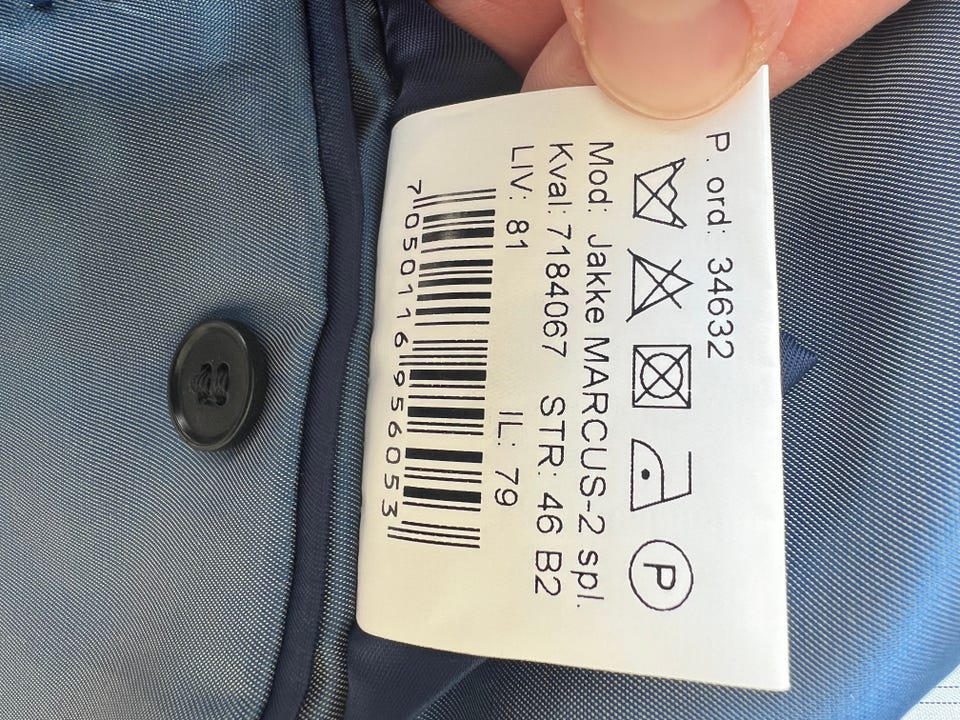 P. ord: 34632
P
Mod: Jakke MARCUS-2 spl.
Kval: 7184067 STR: 46 B2
LIV: 81 IL: 79
7050116956053